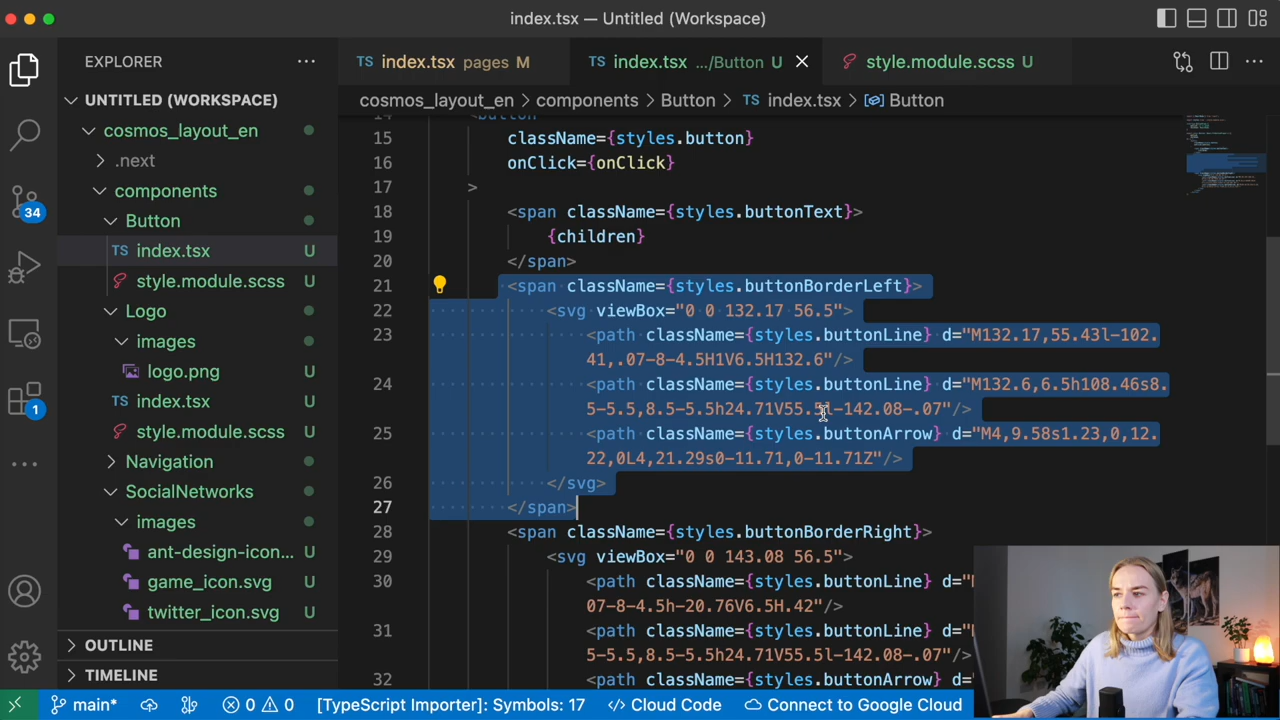 index.tsx — Untitled (Workspace)
EXPLORER
TS index.tsx pages M
TS index.tsx .../Button U
style.module.scss U
cosmos_layout_en > components > Button > TS index.tsx > Button
UNTITLED (WORKSPACE)
cosmos_layout_en
.next
components
Button
TS index.tsx U
style.module.scss U
Logo
images
logo.png U
TS index.tsx U
style.module.scss U
Navigation
SocialNetworks
images
ant-design-icon... U
game_icon.svg U
twitter_icon.svg U
OUTLINE
TIMELINE
34
1
14 <button
15 className={styles.button}
16 onClick={onClick}
17 >
18 <span className={styles.buttonText}>
19 {children}
20 </span>
21 <span className={styles.buttonBorderLeft}>
22 <svg viewBox="0 0 132.17 56.5">
23 <path className={styles.buttonLine} d="M132.17,55.43l-102.
41,.07-8-4.5H1V6.5H132.6"/>
24 <path className={styles.buttonLine} d="M132.6,6.5h108.46s8.
5-5.5,8.5-5.5h24.71V55.5l-142.08-.07"/>
25 <path className={styles.buttonArrow} d="M4,9.58s1.23,0,12.
22,0L4,21.29s0-11.71,0-11.71Z"/>
26 </svg>
27 </span>
28 <span className={styles.buttonBorderRight}>
29 <svg viewBox="0 0 143.08 56.5">
30 <path className={styles.buttonLine} d="
07-8-4.5h-20.76V6.5H.42"/>
31 <path className={styles.buttonLine} d="
5-5.5,8.5-5.5h24.71V55.5l-142.08-.07"/>
32 <path className={styles.buttonArrow} d=
main* 0 0 [TypeScript Importer]: Symbols: 17 </> Cloud Code Connect to Google Cloud